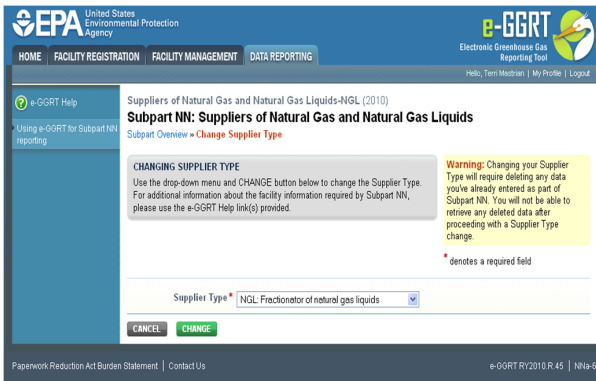 EPA United States
Environmental Protection
Agency
e-GGRT
Electronic Greenhouse Gas
Reporting Tool
HOME FACILITY REGISTRATION FACILITY MANAGEMENT DATA REPORTING
Hello, Terri Mastrian | My Profile | Logout
e-GGRT Help
Using e-GGRT for Subpart NN
reporting
Suppliers of Natural Gas and Natural Gas Liquids-NGL (2010)
Subpart NN: Suppliers of Natural Gas and Natural Gas Liquids
Subpart Overview » Change Supplier Type
CHANGING SUPPLIER TYPE
Use the drop-down menu and CHANGE button below to change the Supplier Type.
For additional information about the facility information required by Subpart NN,
please use the e-GGRT Help link(s) provided.
Warning: Changing your Supplier
Type will require deleting any data
you've already entered as part of
Subpart NN. You will not be able to
retrieve any deleted data after
proceeding with a Supplier Type
change.
* denotes a required field
Supplier Type * NGL: Fractionator of natural gas liquids
CANCEL CHANGE
Paperwork Reduction Act Burden Statement | Contact Us
e-GGRT RY2010.R.45 | NNa-6